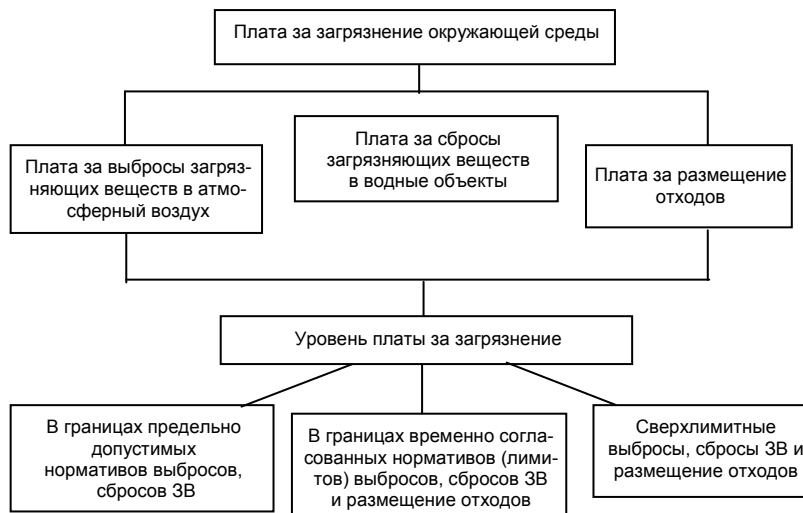 Плата за загрязнение окружающей среды
Плата за выбросы загряз-
няющих веществ в атмо-
сферный воздух
Плата за сбросы
загрязняющих веществ
в водные объекты
Плата за размещение
отходов
Уровень платы за загрязнение
В границах предельно
допустимых
нормативов выбросов,
сбросов ЗВ
В границах временно согла-
сованных нормативов (лими-
тов) выбросов, сбросов ЗВ
и размещение отходов
Сверхлимитные
выбросы, сбросы ЗВ и
размещение отходов